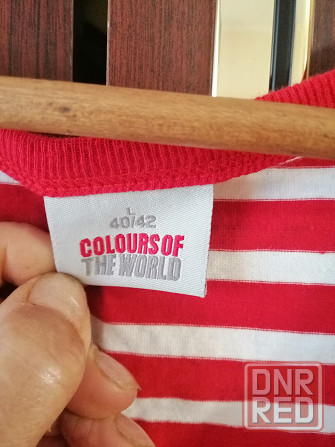 L
40/42
COLOURS OF
THE WORLD
DNR
RED